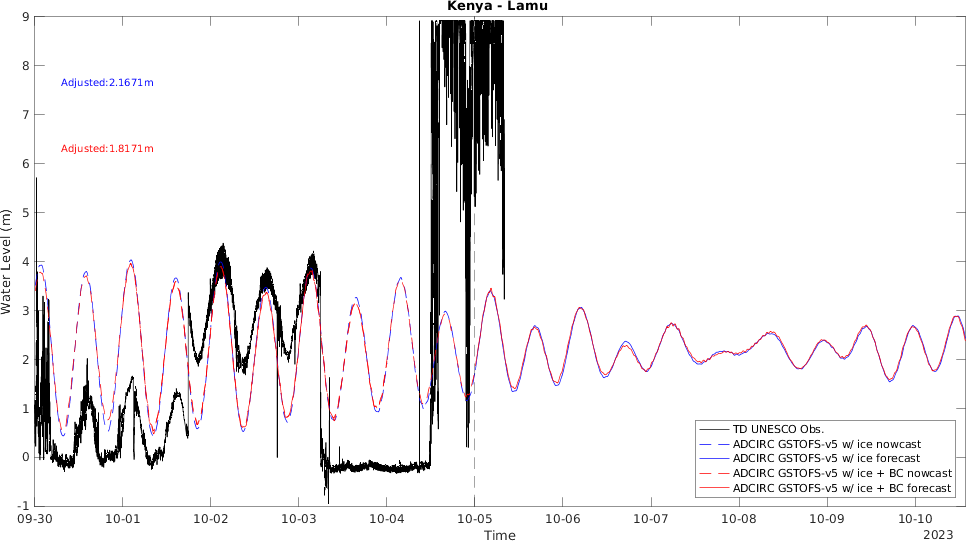 Kenya - Lamu
9
8
7
6
5
4
3
2
1
0
-1
Water Level (m)
Adjusted:2.1671m
Adjusted:1.8171m
TD UNESCO Obs.
ADCIRC GSTOFS-v5 w/ ice nowcast
ADCIRC GSTOFS-v5 w/ ice forecast
ADCIRC GSTOFS-v5 w/ ice + BC nowcast
ADCIRC GSTOFS-v5 w/ ice + BC forecast
09-30 10-01 10-02 10-03 10-04 10-05 10-06 10-07 10-08 10-09 10-10
Time
2023